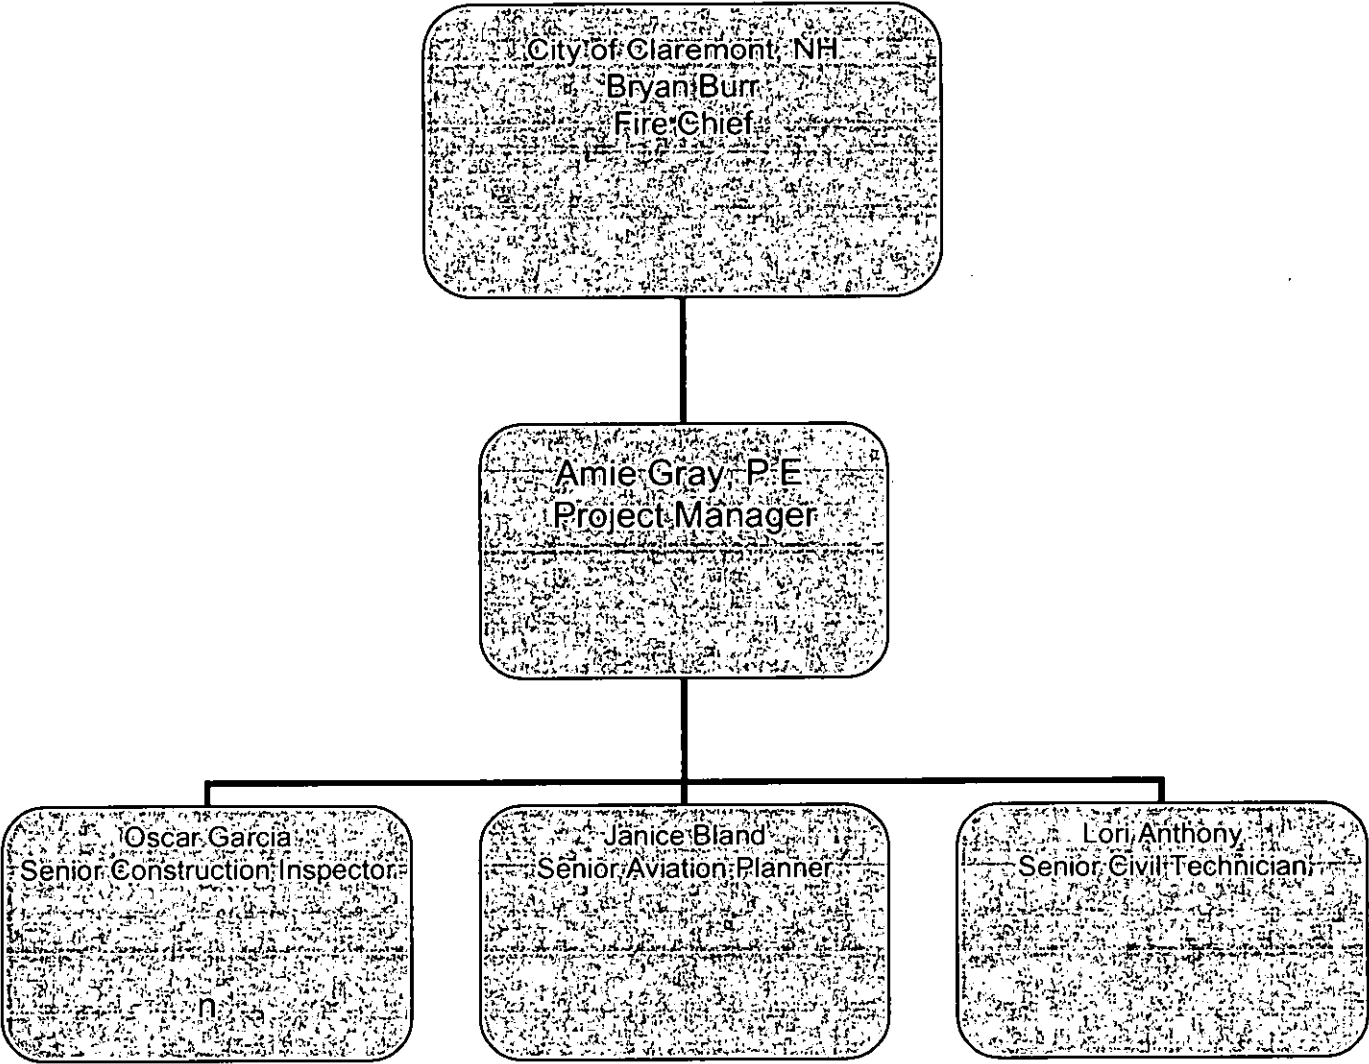 City of Claremont, NH
Bryan Burr
Fire Chief
Amie Gray, P.E.
Project Manager
Oscar Garcia
Senior Construction Inspector
n
Janice Bland
Senior Aviation Planner
Lori Anthony
Senior Civil Technician